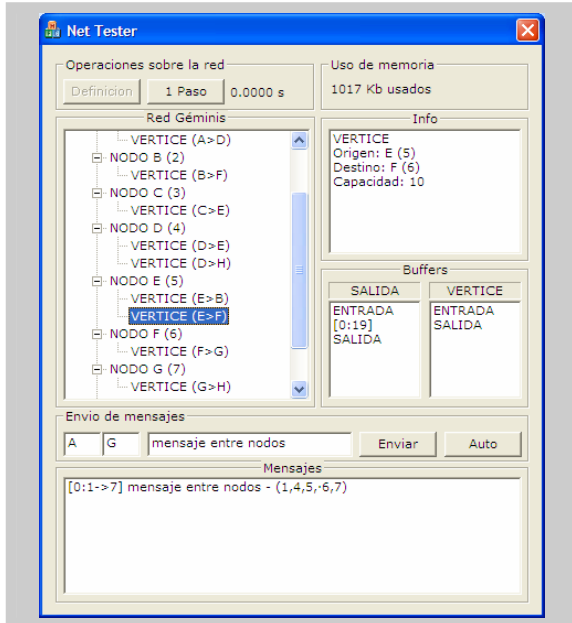 Net Tester
Operaciones sobre la red
Definicion
1 Paso
0.0000 s
Uso de memoria
1017 Kb usados
Red Géminis
VERTICE (A>D)
NODO B (2)
VERTICE (B>F)
NODO C (3)
VERTICE (C>E)
NODO D (4)
VERTICE (D>E)
VERTICE (D>H)
NODO E (5)
VERTICE (E>B)
VERTICE (E>F)
NODO F (6)
VERTICE (F>G)
NODO G (7)
VERTICE (G>H)
Info
VERTICE
Origen: E (5)
Destino: F (6)
Capacidad: 10
Buffers
SALIDA
ENTRADA
[0:19]
SALIDA
VERTICE
ENTRADA
SALIDA
Envio de mensajes
A
G
mensaje entre nodos
Enviar
Auto
Mensajes
[0:1->7] mensaje entre nodos - (1,4,5,-6,7)